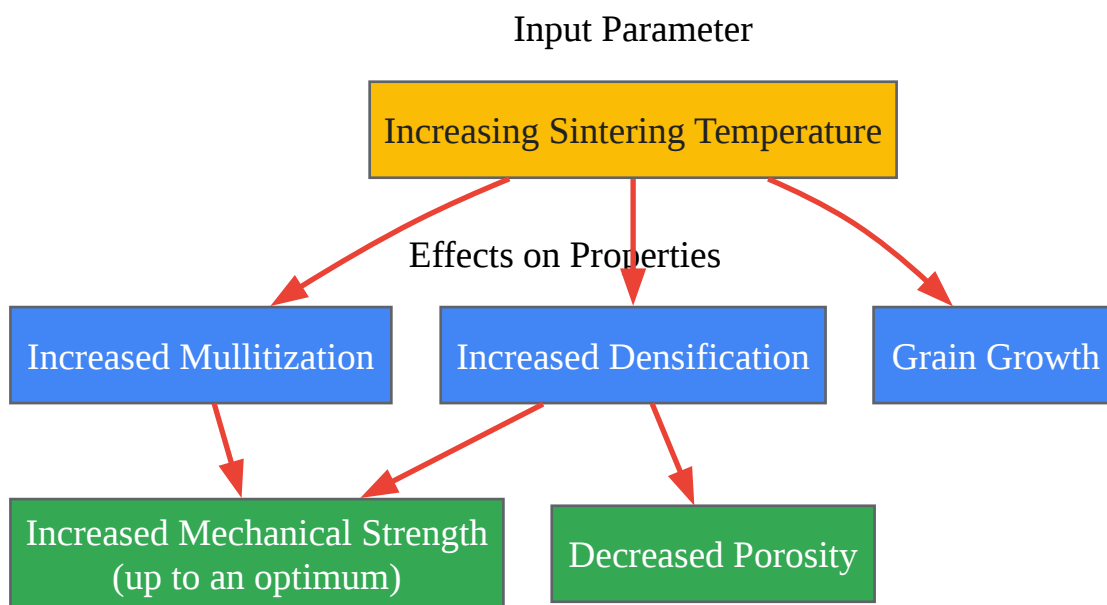 Input Parameter
Increasing Sintering Temperature
Effects on Properties
Increased Mullitization
Increased Densification
Grain Growth
Increased Mechanical Strength
(up to an optimum)
Decreased Porosity